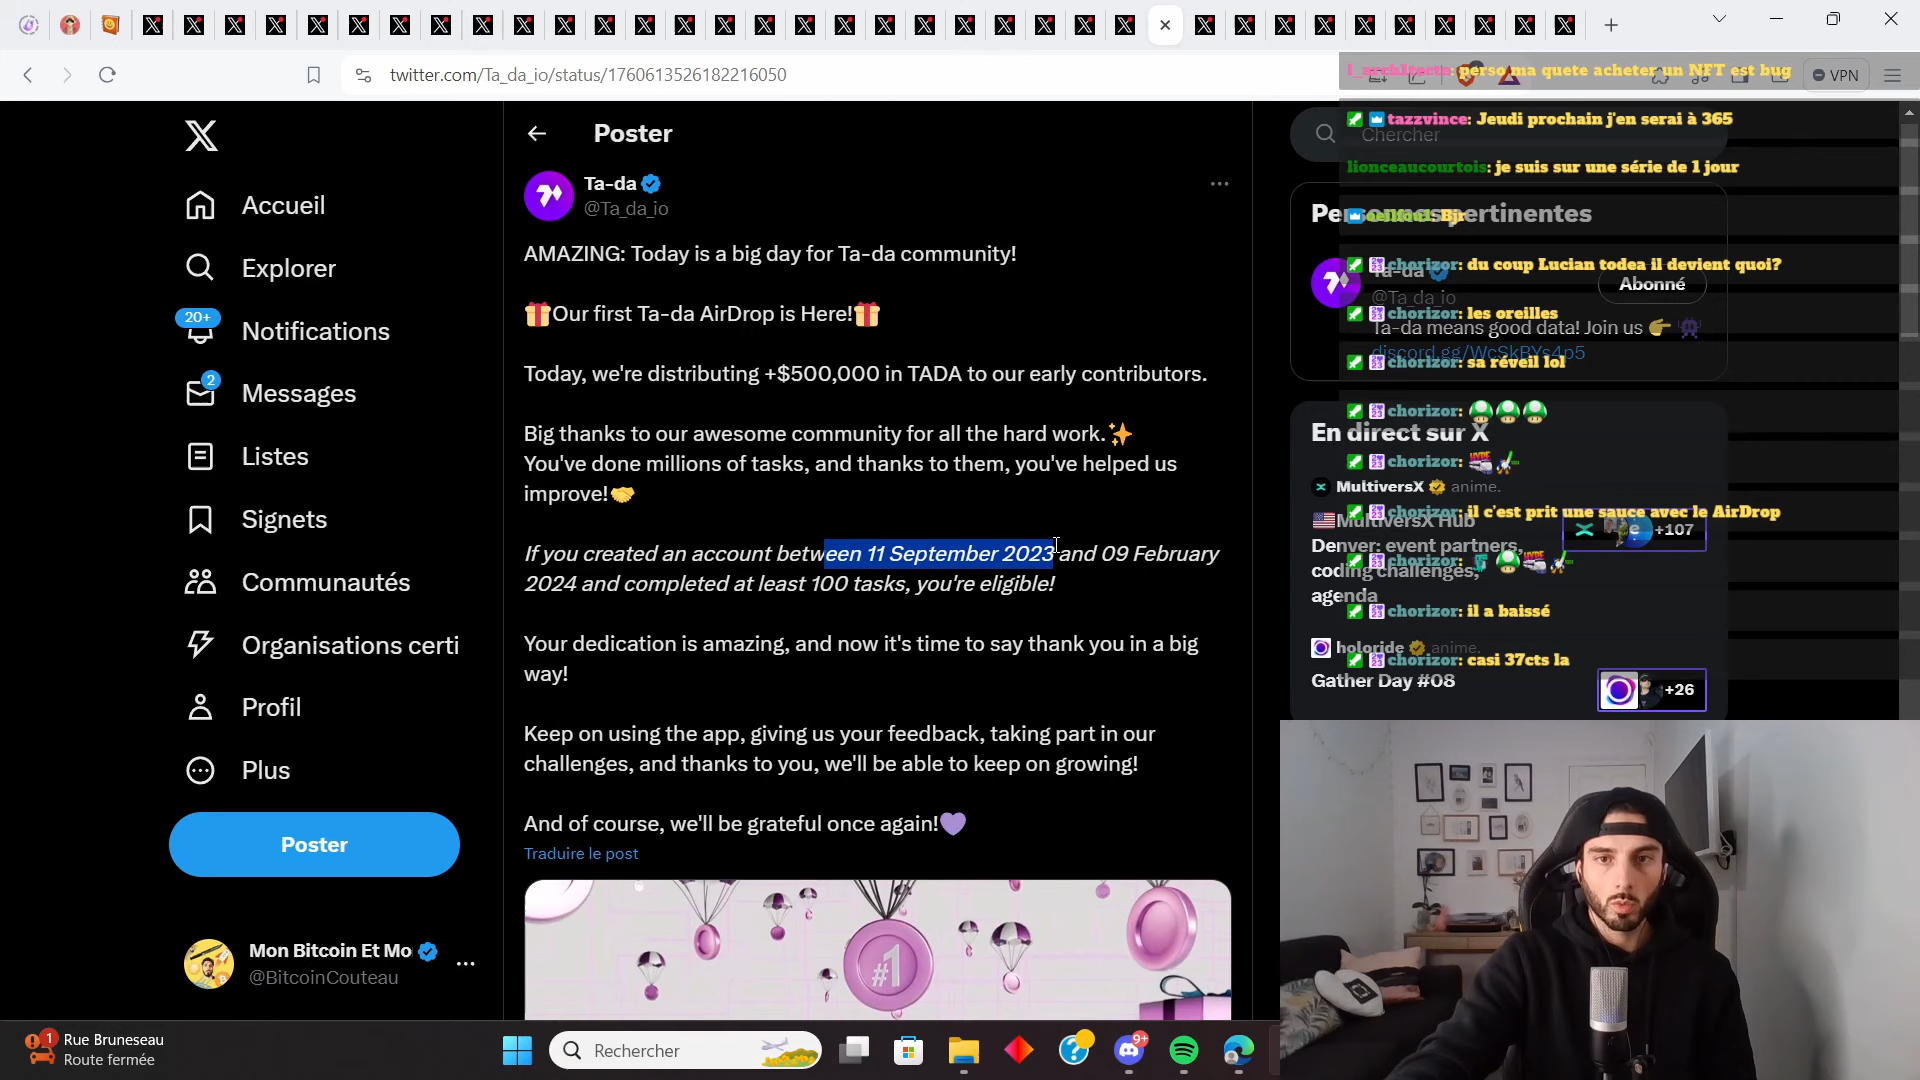 twitter.com/Ta_da_io/status/1760613526182216050
VPN
Accueil
Explorer
20+
Notifications
2
Messages
Listes
Signets
Communautés
Organisations certi
Profil
Plus
Poster
Mon Bitcoin Et Mo
@BitcoinCouteau
Poster
Ta-da
@Ta_da_io
AMAZING: Today is a big day for Ta-da community!
🎁Our first Ta-da AirDrop is Here!🎁
Today, we're distributing +$500,000 in TADA to our early contributors.
Big thanks to our awesome community for all the hard work.✨
You've done millions of tasks, and thanks to them, you've helped us
improve!🤝
If you created an account between 11 September 2023 and 09 February
2024 and completed at least 100 tasks, you're eligible!
Your dedication is amazing, and now it's time to say thank you in a big
way!
Keep on using the app, giving us your feedback, taking part in our
challenges, and thanks to you, we'll be able to keep on growing!
And of course, we'll be grateful once again!💜
Traduire le post
#1
perso ma quete acheter un NFT est bug
tazzvince: Jeudi prochain j'en serai à 365
Chercher
lionceaucourtois: je suis sur une série de 1 jour
Personnes pertinentes
Bjr
chorizor: du coup Lucian todea il devient quoi?
Ta-da
@Ta_da_io
Abonné
chorizor: les oreilles
Ta-da means good data! Join us 👉 👾
discord.gg/WcSkBYs4p5
chorizor: sa réveil lol
chorizor: 🍄🍄🍄
En direct sur X
chorizor:
MultiversX anime.
chorizor: il c'est prit une sauce avec le AirDrop
🇺🇸MultiversX Hub
Denver: event partners,
coding challenges,
agenda
+107
chorizor:
chorizor: il a baissé
holoride anime.
chorizor: casi 37cts la
Gather Day #08
+26
1
Rue Bruneseau
Route fermée
Rechercher
9+